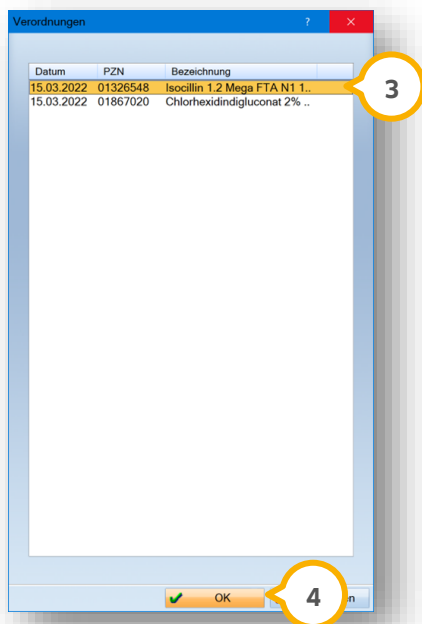 Verordnungen ?
Datum PZN Bezeichnung
15.03.2022 01326548 Isocillin 1.2 Mega FTA N1 1..
15.03.2022 01867020 Chlorhexidindigluconat 2% ..
3
OK
4